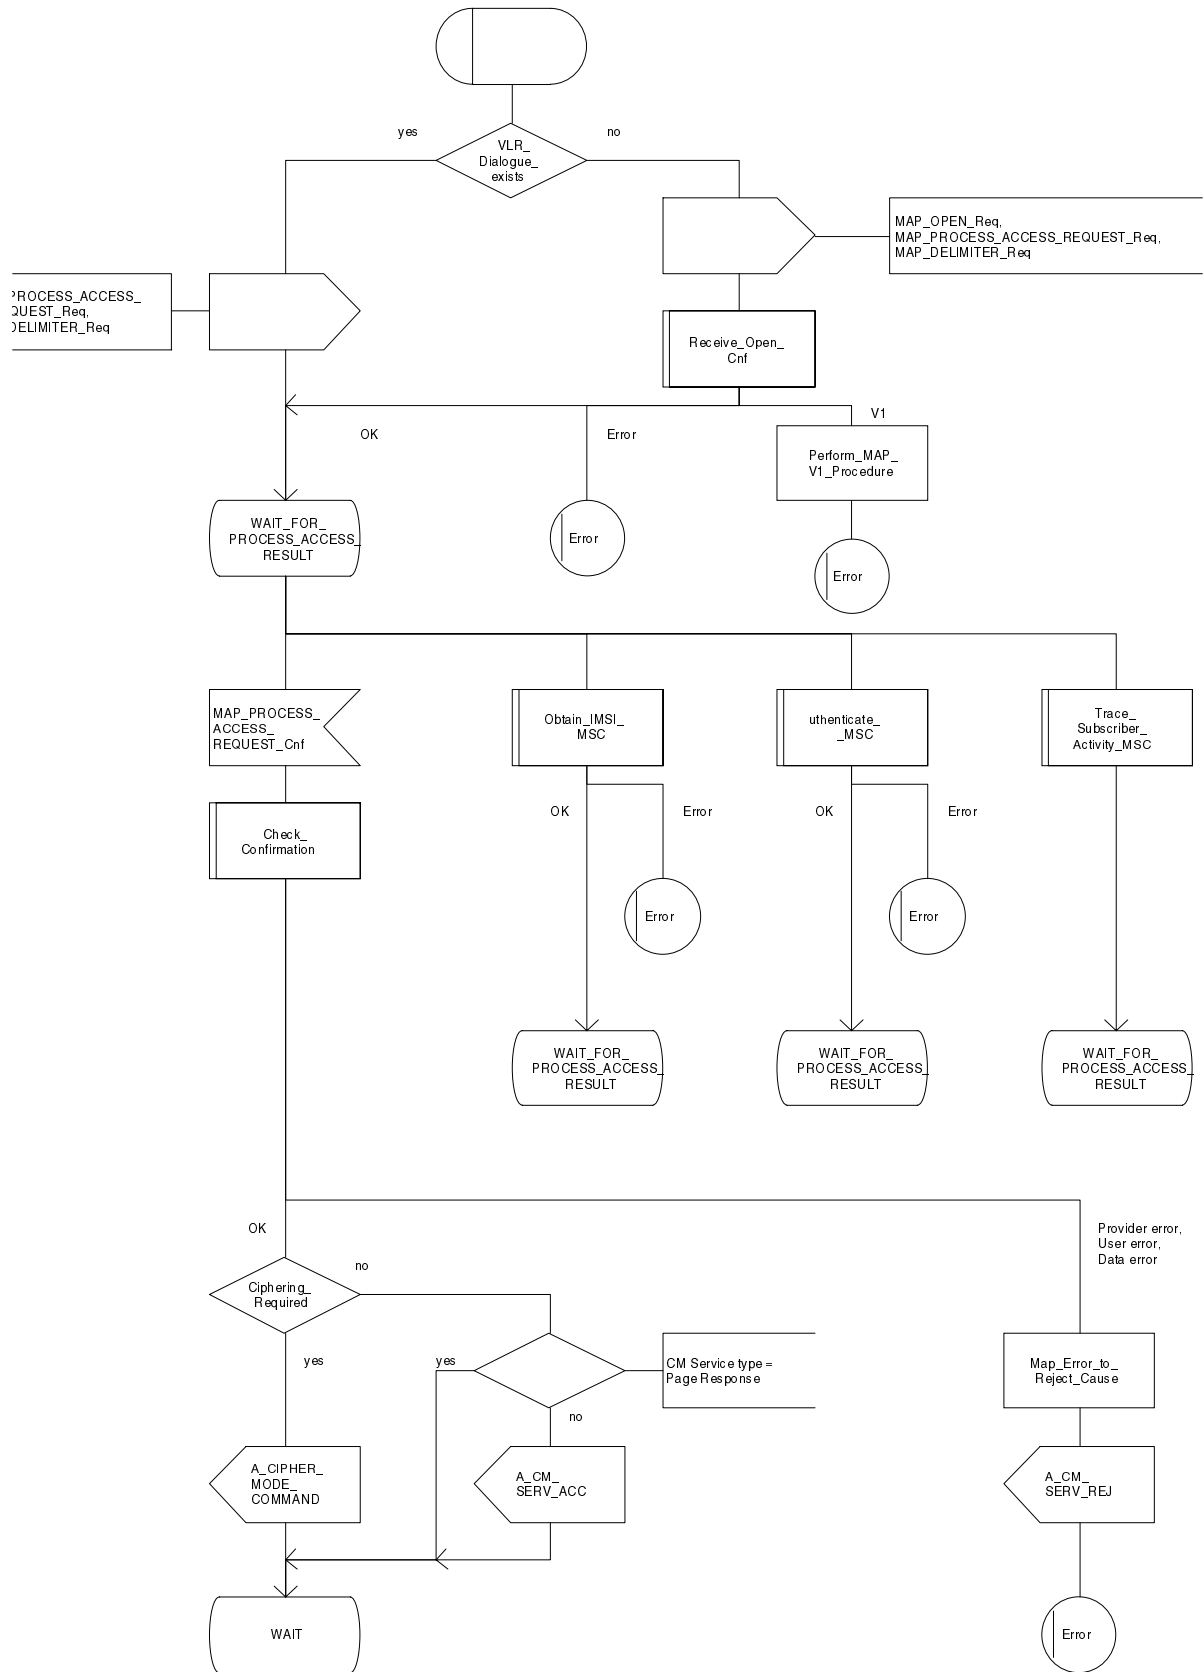 yes
no
VLR_
Dialogue_
exists
MAP_OPEN_Req,
MAP_PROCESS_ACCESS_REQUEST_Req,
MAP_DELIMITER_Req
PROCESS_ACCESS_
QUEST_Req,
DELIMITER_Req
Receive_Open_
Cnf
OK
Error
V1
Perform_MAP_
V1_Procedure
WAIT_FOR_
PROCESS_ACCESS_
RESULT
Error
Error
MAP_PROCESS_
ACCESS_
REQUEST_Cnf
Obtain_IMSI_
MSC
uthenticate_
_MSC
Trace_
Subscriber_
Activity_MSC
OK
Error
OK
Error
Check_
Confirmation
Error
Error
WAIT_FOR_
PROCESS_ACCESS_
RESULT
WAIT_FOR_
PROCESS_ACCESS_
RESULT
WAIT_FOR_
PROCESS_ACCESS_
RESULT
OK
Provider error,
User error,
Data error
no
Ciphering_
Required
yes
yes
CM Service type =
Page Response
Map_Error_to_
Reject_Cause
no
A_CIPHER_
MODE_
COMMAND
A_CM_
SERV_ACC
A_CM_
SERV_REJ
WAIT
Error